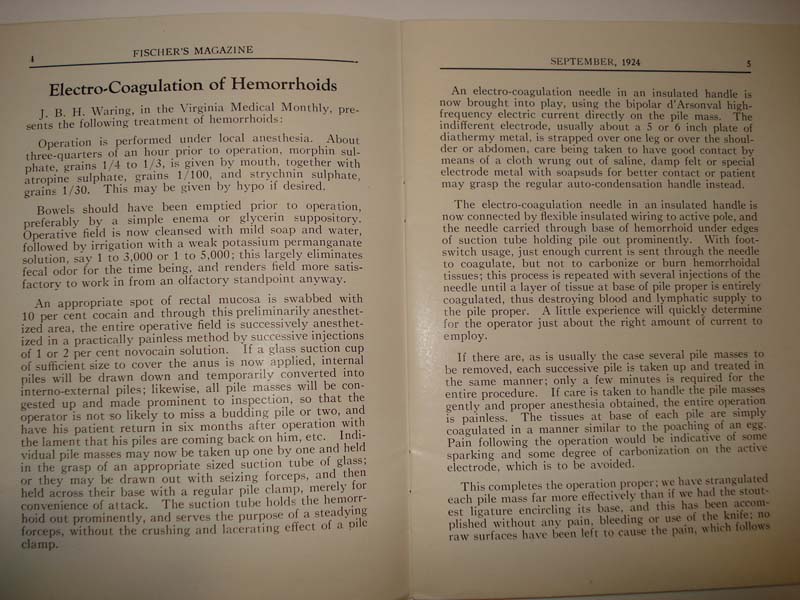 4
FISCHER'S MAGAZINE
Electro-Coagulation of Hemorrhoids
J. B. H. Waring, in the Virginia Medical Monthly, pre-
sents the following treatment of hemorrhoids:
Operation is performed under local anesthesia. About
three-quarters of an hour prior to operation, morphin sul-
phate, grains 1/4 to 1/3, is given by mouth, together with
atropine sulphate, grains 1/100, and strychnin sulphate,
grains 1/30. This may be given by hypo if desired.
Bowels should have been emptied prior to operation,
preferably by a simple enema or glycerin suppository.
Operative field is now cleansed with mild soap and water,
followed by irrigation with a weak potassium permanganate
solution, say 1 to 3,000 or 1 to 5,000; this largely eliminates
fecal odor for the time being, and renders field more satis-
factory to work in from an olfactory standpoint anyway.
An appropriate spot of rectal mucosa is swabbed with
10 per cent cocain and through this preliminarily anesthet-
ized area, the entire operative field is successively anesthet-
ized in a practically painless method by successive injections
of 1 or 2 per cent novocain solution. If a glass suction cup
of sufficient size to cover the anus is now applied, internal
piles will be drawn down and temporarily converted into
interno-external piles; likewise, all pile masses will be con-
gested up and made prominent to inspection, so that the
operator is not so likely to miss a budding pile or two, and
have his patient return in six months after operation with
the lament that his piles are coming back on him, etc. Indi-
vidual pile masses may now be taken up one by one and held
in the grasp of an appropriate sized suction tube of glass;
or they may be drawn out with seizing forceps, and then
held across their base with a regular pile clamp, merely for
convenience of attack. The suction tube holds the hemorr-
hoid out prominently, and serves the purpose of a steadying
forceps, without the crushing and lacerating effect of a pile
clamp.
SEPTEMBER, 1924
5
An electro-coagulation needle in an insulated handle is
now brought into play, using the bipolar d'Arsonval high-
frequency electric current directly on the pile mass. The
indifferent electrode, usually about a 5 or 6 inch plate of
diathermy metal, is strapped over one leg or over the shoul-
der or abdomen, care being taken to have good contact by
means of a cloth wrung out of saline, damp felt or special
electrode metal with soapsuds for better contact or patient
may grasp the regular auto-condensation handle instead.
The electro-coagulation needle in an insulated handle is
now connected by flexible insulated wiring to active pole, and
the needle carried through base of hemorrhoid under edges
of suction tube holding pile out prominently. With foot-
switch usage, just enough current is sent through the needle
to coagulate, but not to carbonize or burn hemorrhoidal
tissues; this process is repeated with several injections of the
needle until a layer of tissue at base of pile proper is entirely
coagulated, thus destroying blood and lymphatic supply to
the pile proper. A little experience will quickly determine
for the operator just about the right amount of current to
employ.
If there are, as is usually the case several pile masses to
be removed, each successive pile is taken up and treated in
the same manner; only a few minutes is required for the
entire procedure. If care is taken to handle the pile masses
gently and proper anesthesia obtained, the entire operation
is painless. The tissues at base of each pile are simply
coagulated in a manner similar to the poaching of an egg.
Pain following the operation would be indicative of some
sparking and some degree of carbonization on the active
electrode, which is to be avoided.
This completes the operation proper; we have strangulated
each pile mass far more effectively than if we had the stout-
est ligature encircling its base, and this has been accom-
plished without any pain, bleeding or use of the knife; no
raw surfaces have been left to cause the pain, which follows